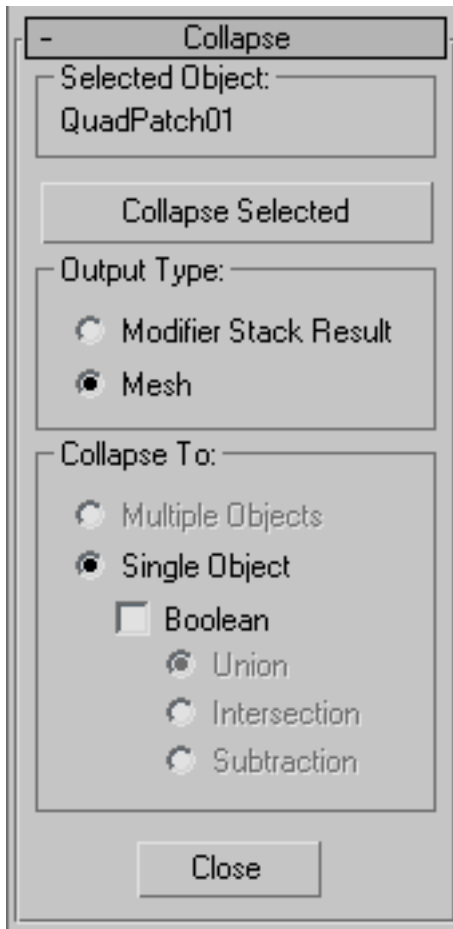 - Collapse
Selected Object:
QuadPatch01
Collapse Selected
Output Type:
Modifier Stack Result
Mesh
Collapse To:
Multiple Objects
Single Object
Boolean
Union
Intersection
Subtraction
Close